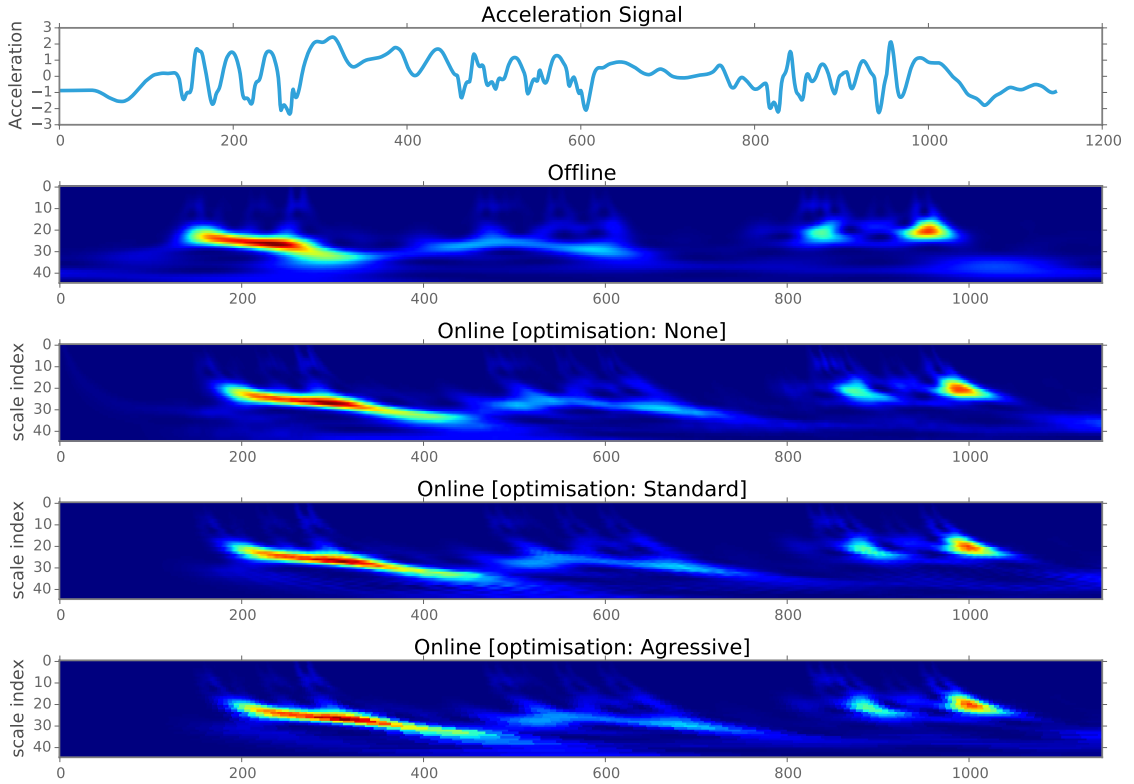 Acceleration Signal
Acceleration
3
2
1
0
−1
−2
−3
0 200 400 600 800 1000 1200
Offline
0
10
20
30
40
0 200 400 600 800 1000
Online [optimisation: None]
scale index
0
10
20
30
40
0 200 400 600 800 1000
Online [optimisation: Standard]
scale index
0
10
20
30
40
0 200 400 600 800 1000
Online [optimisation: Agressive]
scale index
0
10
20
30
40
0 200 400 600 800 1000